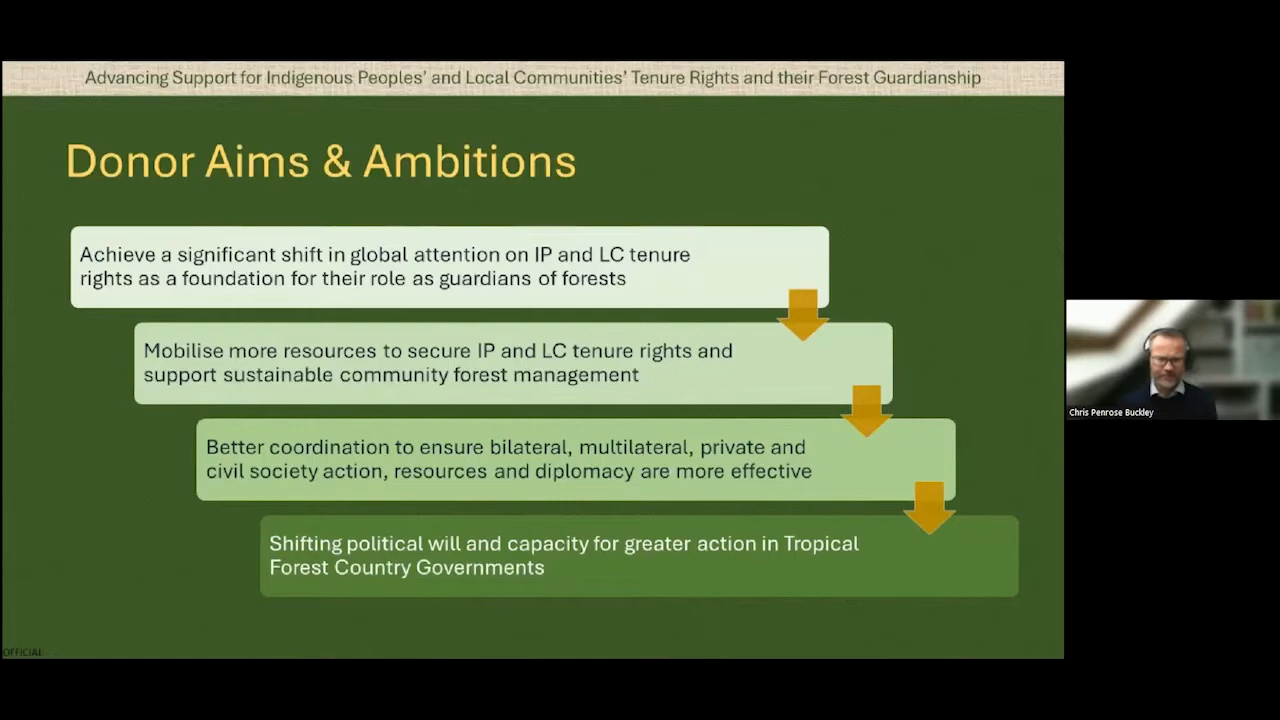 Advancing Support for Indigenous Peoples’ and Local Communities’ Tenure Rights and their Forest Guardianship
Donor Aims & Ambitions
Achieve a significant shift in global attention on IP and LC tenure
rights as a foundation for their role as guardians of forests
Mobilise more resources to secure IP and LC tenure rights and
support sustainable community forest management
Better coordination to ensure bilateral, multilateral, private and
civil society action, resources and diplomacy are more effective
Shifting political will and capacity for greater action in Tropical
Forest Country Governments
Chris Penrose Buckley
OFFICIAL